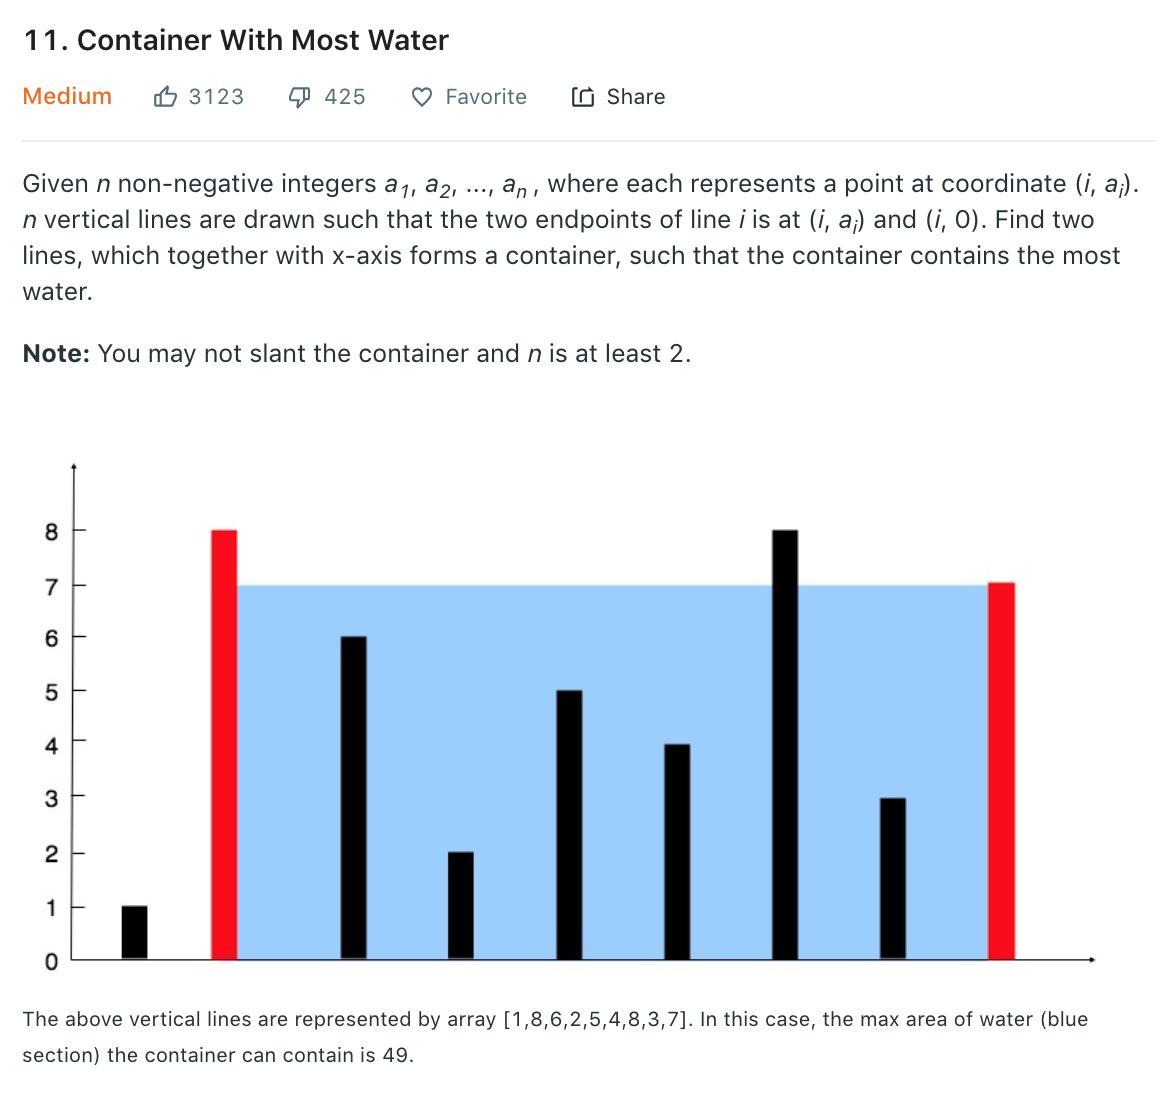 11. Container With Most Water
Medium 3123 425 Favorite Share
Given n non-negative integers a1, a2, ..., an , where each represents a point at coordinate (i, ai).
n vertical lines are drawn such that the two endpoints of line i is at (i, ai) and (i, 0). Find two
lines, which together with x-axis forms a container, such that the container contains the most
water.
Note: You may not slant the container and n is at least 2.
8
7
6
5
4
3
2
1
0
The above vertical lines are represented by array [1,8,6,2,5,4,8,3,7]. In this case, the max area of water (blue
section) the container can contain is 49.